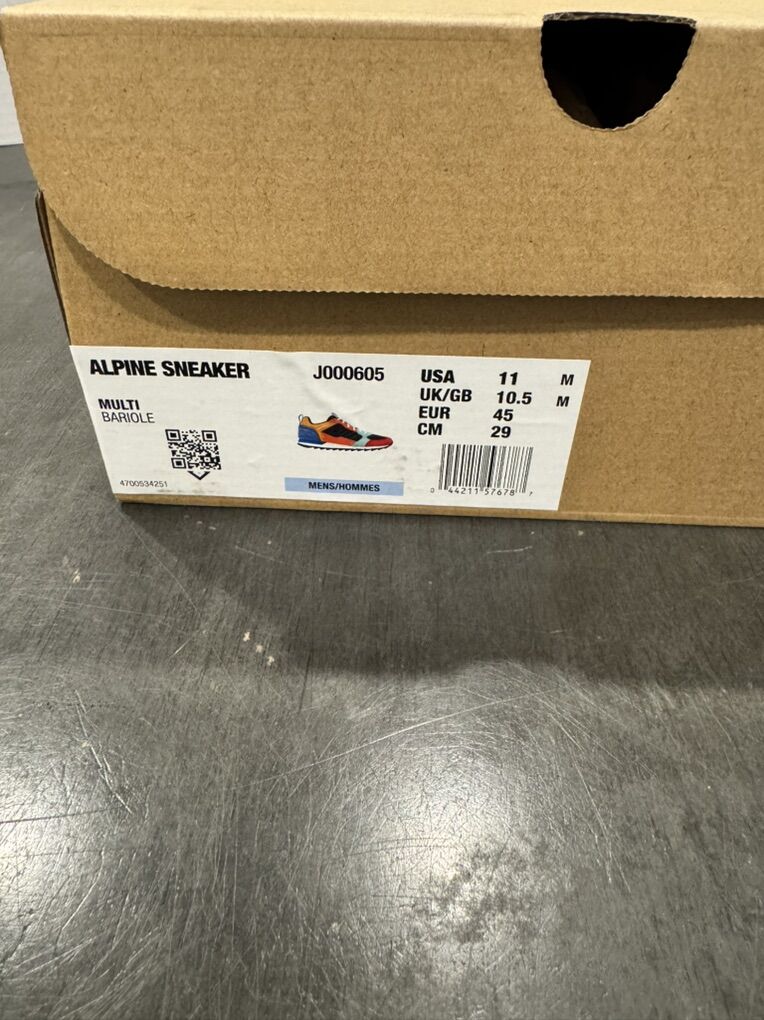 ALPINE SNEAKER
J000605
MULTI
BARIOLE
4700534251
MENS/HOMMES
USA 11 M
UK/GB 10.5 M
EUR 45
CM 29
0 44211 57678 7